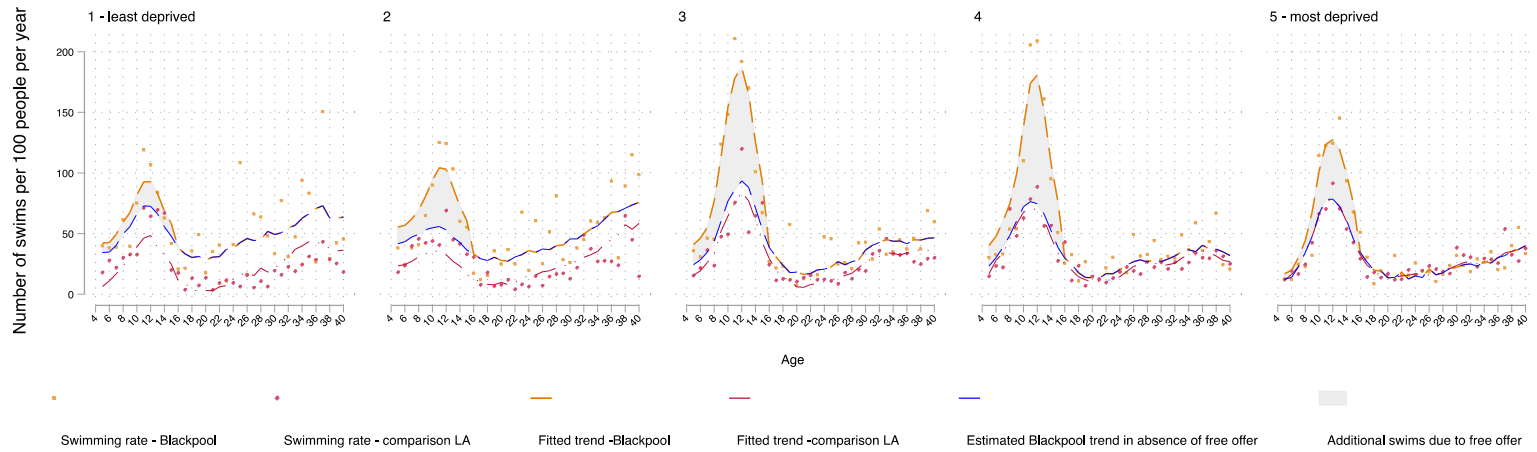 1 - least deprived
2
3
4
5 - most deprived
Number of swims per 100 people per year
200
150
100
50
0
4 6 8 10 12 14 16 18 20 22 24 26 28 30 32 34 36 38 40
4 6 8 10 12 14 16 18 20 22 24 26 28 30 32 34 36 38 40
4 6 8 10 12 14 16 18 20 22 24 26 28 30 32 34 36 38 40
4 6 8 10 12 14 16 18 20 22 24 26 28 30 32 34 36 38 40
4 6 8 10 12 14 16 18 20 22 24 26 28 30 32 34 36 38 40
Age
Swimming rate - Blackpool
Swimming rate - comparison LA
Fitted trend -Blackpool
Fitted trend -comparison LA
Estimated Blackpool trend in absence of free offer
Additional swims due to free offer